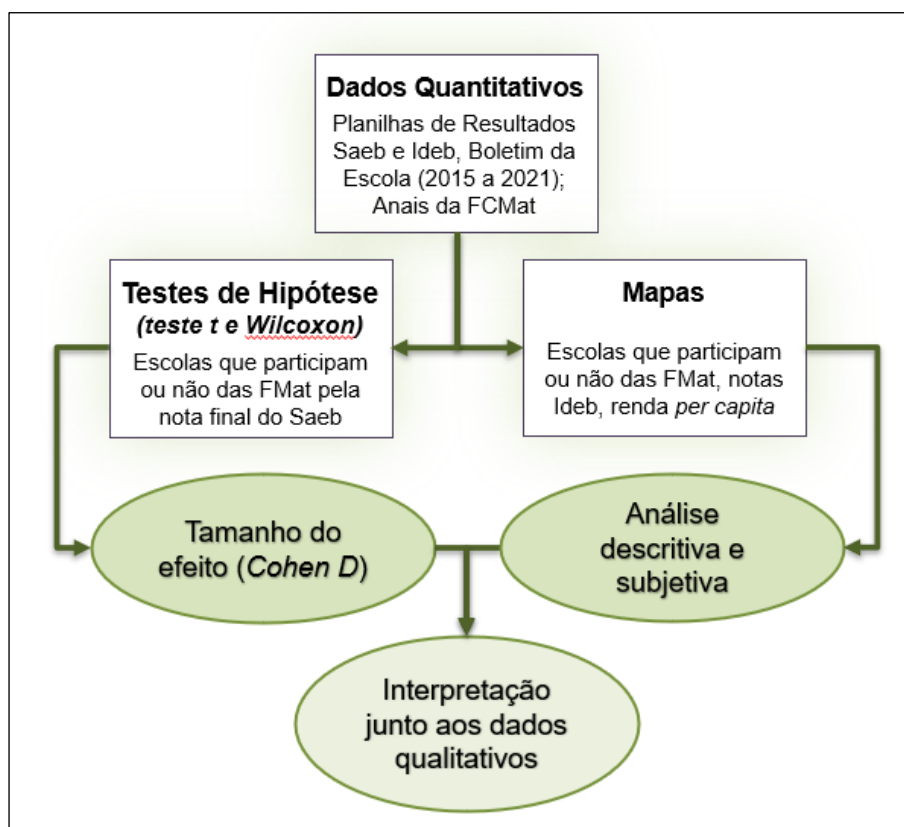 Dados Quantitativos
Planilhas de Resultados
Saeb e Ideb, Boletim da
Escola (2015 a 2021);
Anais da FCMat
Testes de Hipótese
(teste t e Wilcoxon)
Escolas que participam
ou não das FMat pela
nota final do Saeb
Mapas
Escolas que participam
ou não das FMat, notas
Ideb, renda per capita
Tamanho do
efeito (Cohen D)
Análise
descritiva e
subjetiva
Interpretação
junto aos dados
qualitativos